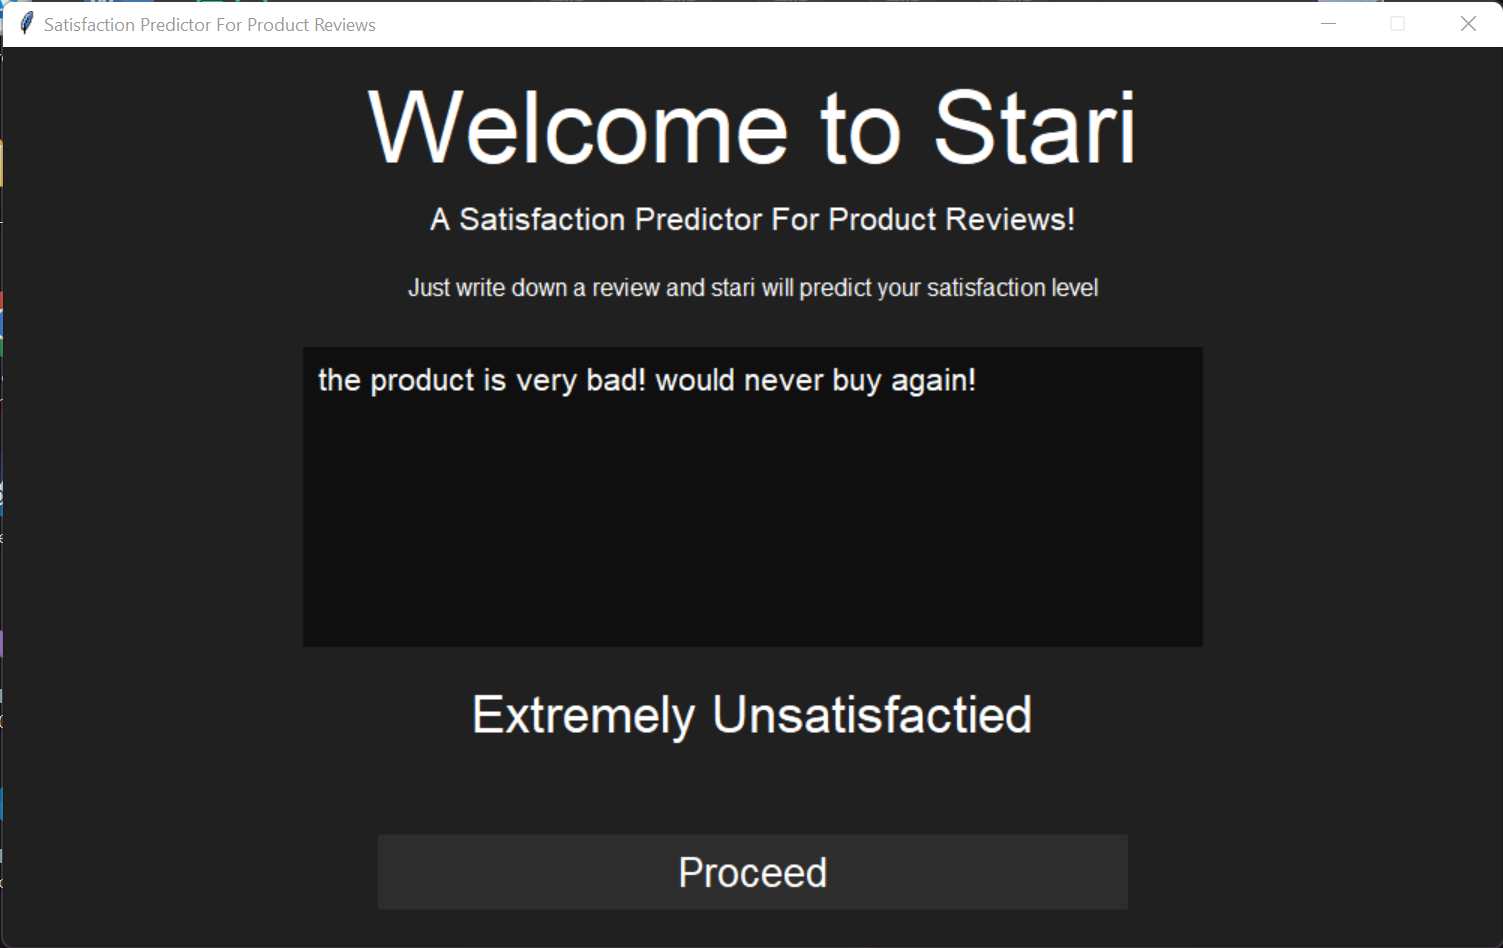 Satisfaction Predictor For Product Reviews
Welcome to Stari
A Satisfaction Predictor For Product Reviews!
Just write down a review and stari will predict your satisfaction level
the product is very bad! would never buy again!
Extremely Unsatisfactied
Proceed